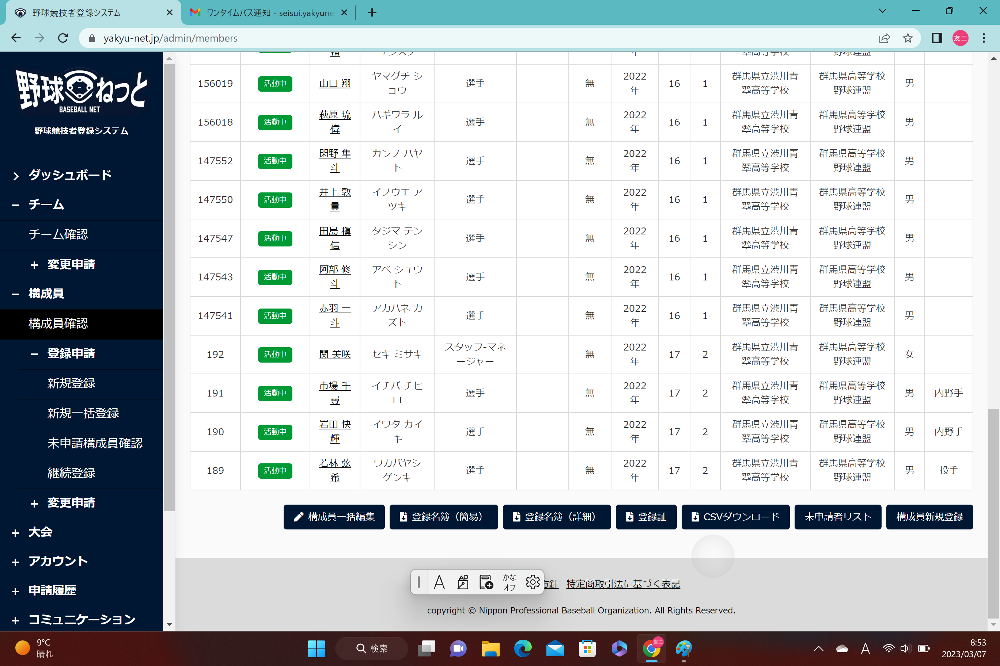 野球競技者登録システム
ワンタイムパス通知 - seisui.yakyune
yakyu-net.jp/admin/members
友二
野球ねっと
BASEBALL NET
野球競技者登録システム
ダッシュボード
チーム
チーム確認
変更申請
構成員
構成員確認
登録申請
新規登録
新規一括登録
未申請構成員確認
継続登録
変更申請
大会
アカウント
申請履歴
コミュニケーション
156019 活動中 山口 翔 ヤマグチ ショウ 選手 無 2022年 16 1 群馬県立渋川青翠高等学校 群馬県高等学校野球連盟 男
156018 活動中 萩原 琉偉 ハギワラ ルイ 選手 無 2022年 16 1 群馬県立渋川青翠高等学校 群馬県高等学校野球連盟 男
147552 活動中 閑野 隼斗 カンノ ハヤト 選手 無 2022年 16 1 群馬県立渋川青翠高等学校 群馬県高等学校野球連盟 男
147550 活動中 井上 敦貴 イノウエ アツキ 選手 無 2022年 16 1 群馬県立渋川青翠高等学校 群馬県高等学校野球連盟 男
147547 活動中 田島 槇信 タジマ テンシン 選手 無 2022年 16 1 群馬県立渋川青翠高等学校 群馬県高等学校野球連盟 男
147543 活動中 阿部 修斗 アベ シュウト 選手 無 2022年 16 1 群馬県立渋川青翠高等学校 群馬県高等学校野球連盟 男
147541 活動中 赤羽 一斗 アカハネ カズト 選手 無 2022年 16 1 群馬県立渋川青翠高等学校 群馬県高等学校野球連盟 男
192 活動中 関 美咲 セキ ミサキ スタッフ-マネージャー 無 2022年 17 2 群馬県立渋川青翠高等学校 群馬県高等学校野球連盟 女
191 活動中 市場 千尋 イチバ チヒロ 選手 無 2022年 17 2 群馬県立渋川青翠高等学校 群馬県高等学校野球連盟 男 内野手
190 活動中 岩田 快輝 イワタ カイキ 選手 無 2022年 17 2 群馬県立渋川青翠高等学校 群馬県高等学校野球連盟 男 内野手
189 活動中 若林 弦希 ワカバヤシ ゲンキ 選手 無 2022年 17 2 群馬県立渋川青翠高等学校 群馬県高等学校野球連盟 男 投手
構成員一括編集 登録名簿（簡易） 登録名簿（詳細） 登録証 CSVダウンロード 未申請者リスト 構成員新規登録
A かなオフ 方針 特定商取引法に基づく表記
copyright © Nippon Professional Baseball Organization. All Rights Reserved.
9°C
晴れ
検索
友二
A
8:53
2023/03/07